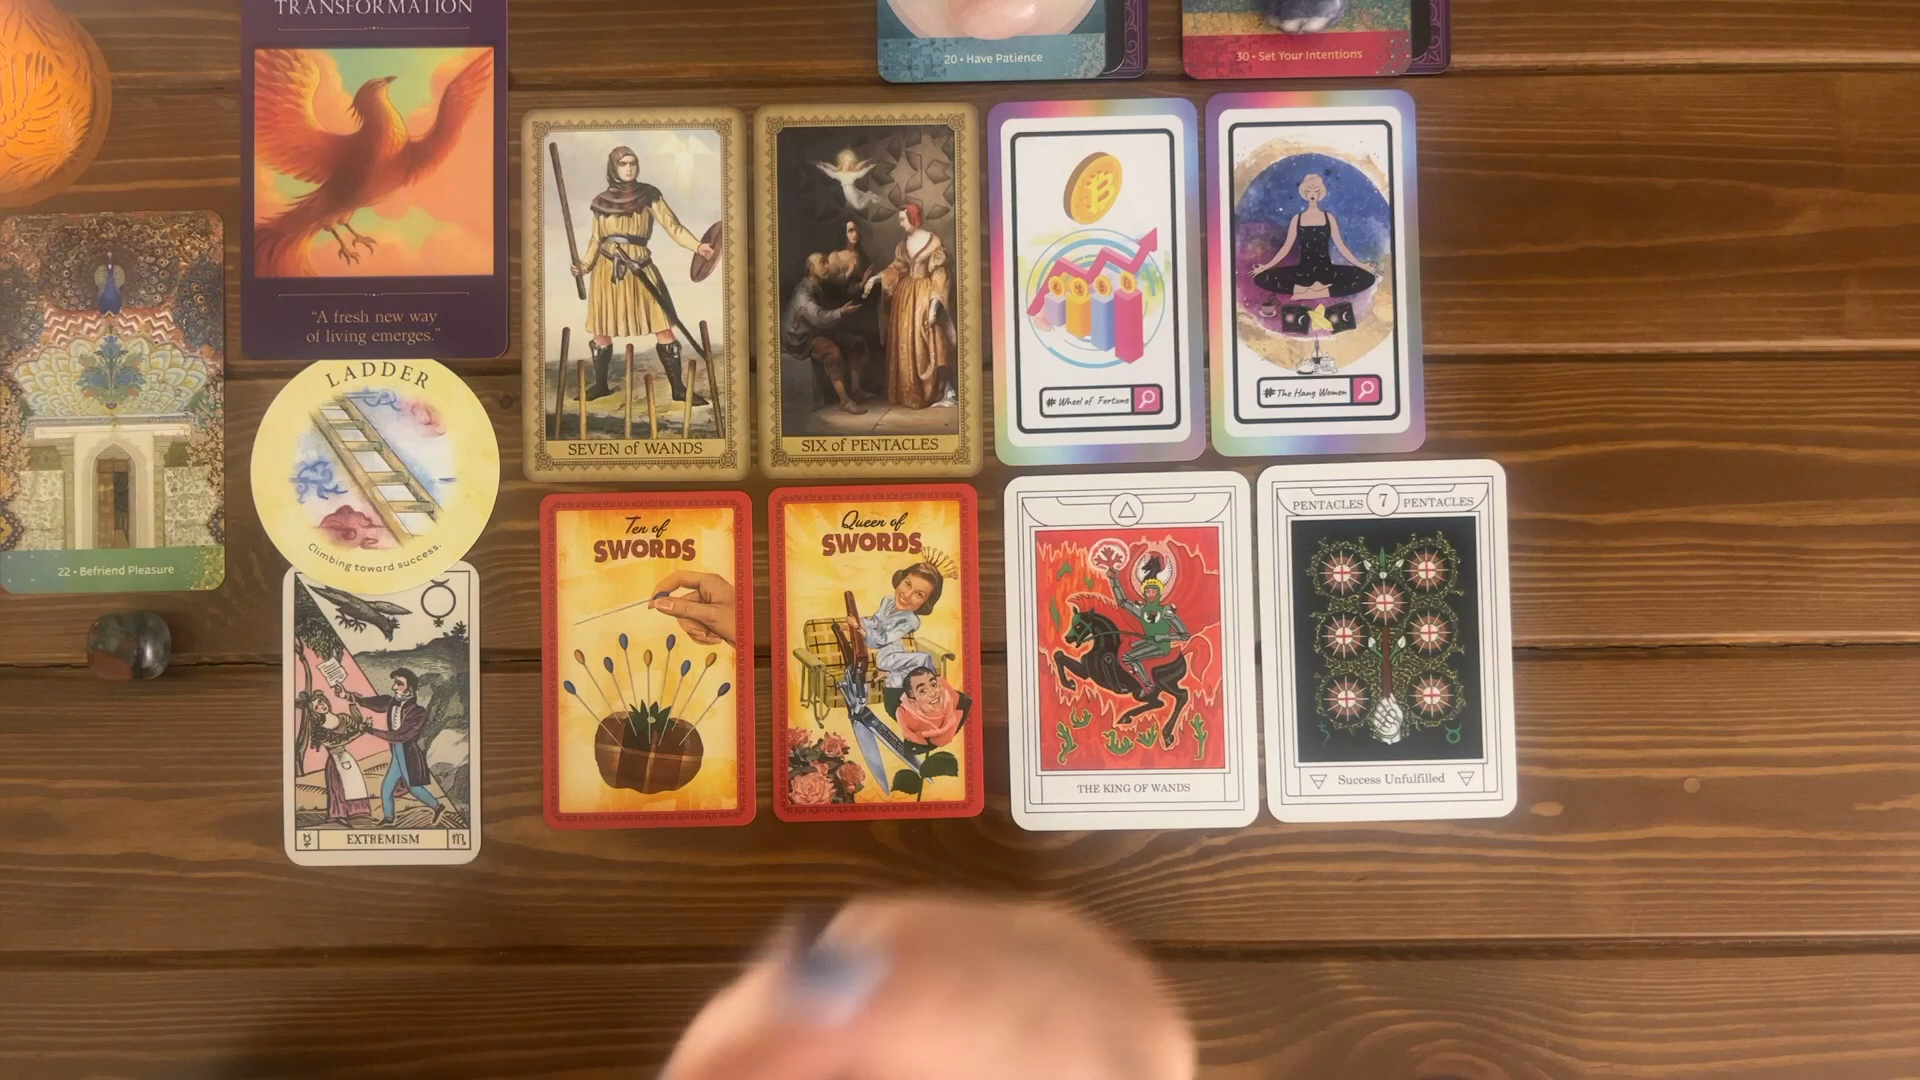 TRANSFORMATION
"A fresh new way
of living emerges."
20 • Have Patience
30 • Set Your Intentions
22 • Befriend Pleasure
LADDER
Climbing toward success.
EXTREMISM
SEVEN of WANDS
SIX of PENTACLES
# Wheel of Fortune
# The Hang Women
Ten of
SWORDS
Queen of
SWORDS
THE KING OF WANDS
PENTACLES 7 PENTACLES
Success Unfulfilled